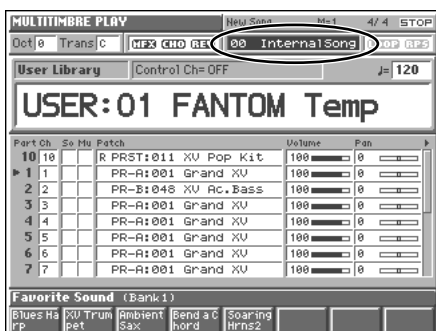 MULTITIMBRE PLAY New Song M=1 4/ 4 STOP
Oct 0 Trans C MFX CHO REV 00 InternalSong LOOP RPS
User Library Control Ch= OFF ♩= 120
USER:01 FANTOM Temp
Part Ch So Mu Patch Volume Pan
10 10 R PRST:011 XV Pop Kit 100 0
1 1 PR-A:001 Grand XV 100 0
2 2 PR-B:048 XV Ac.Bass 100 0
3 3 PR-A:001 Grand XV 100 0
4 4 PR-A:001 Grand XV 100 0
5 5 PR-A:001 Grand XV 100 0
6 6 PR-A:001 Grand XV 100 0
7 7 PR-A:001 Grand XV 100 0
Favorite Sound (Bank1)
Blues Ha XV Trum Ambient Bend a C Soaring
rp pet Sax hord Hrns2